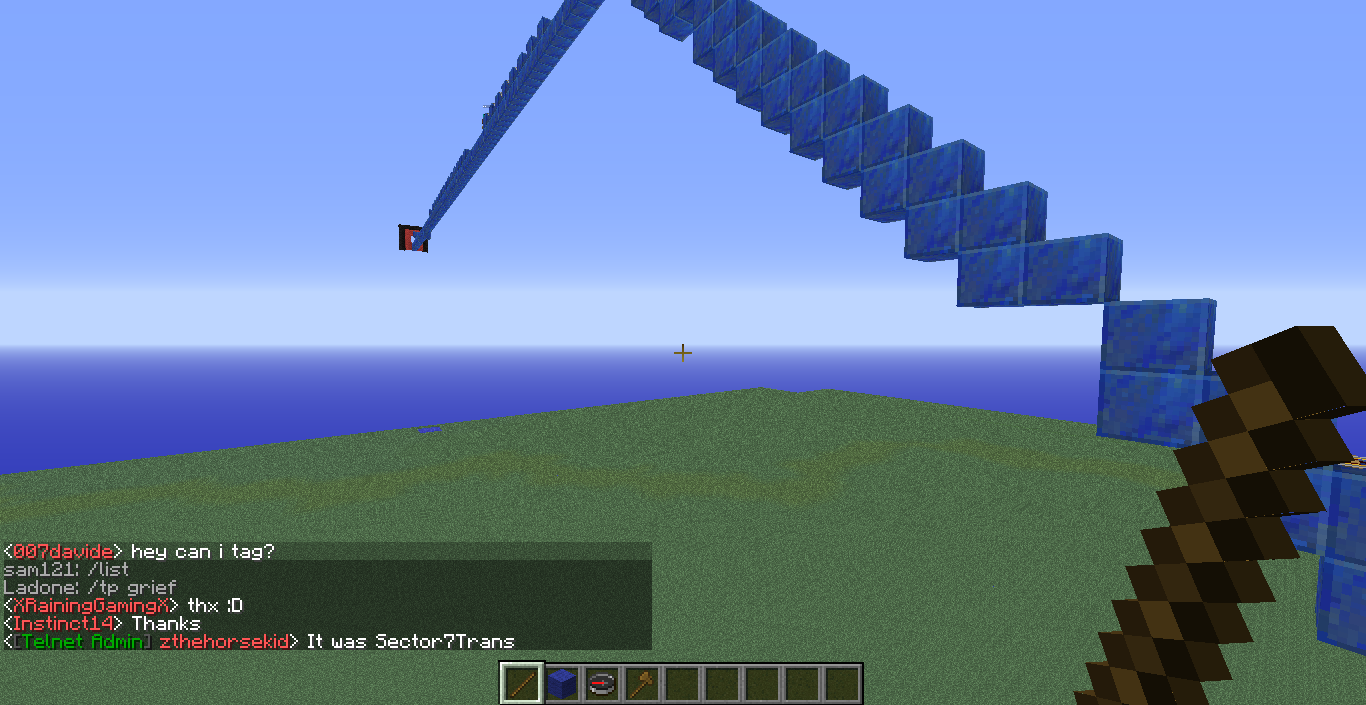 <007davide> hey can i tag?
sam121: /list
Ladone: /tp grief
<XRainingGamingX> thx :D
<Instinct14> Thanks
<[Telnet Admin] zthehorsekid> It was Sector7Trans